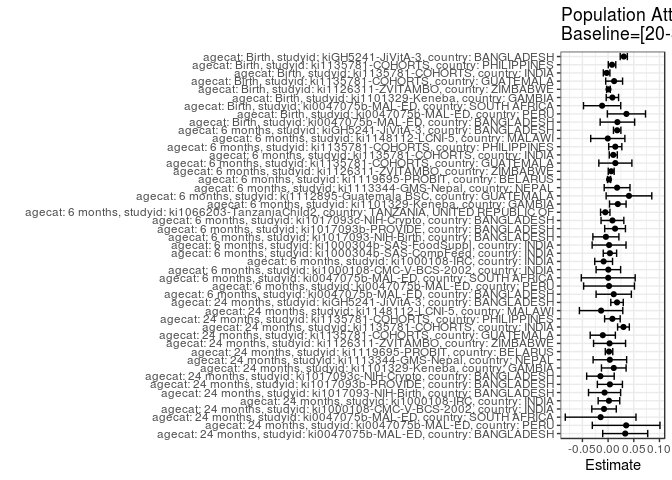 Population Att
Baseline=[20-
agecat: Birth, studyid: kiGH5241-JiVitA-3, country: BANGLADESH
agecat: Birth, studyid: ki1135781-COHORTS, country: PHILIPPINES
agecat: Birth, studyid: ki1135781-COHORTS, country: INDIA
agecat: Birth, studyid: ki1135781-COHORTS, country: GUATEMALA
agecat: Birth, studyid: ki1126311-ZVITAMBO, country: ZIMBABWE
agecat: Birth, studyid: ki1101329-Keneba, country: GAMBIA
agecat: Birth, studyid: ki0047075b-MAL-ED, country: SOUTH AFRICA
agecat: Birth, studyid: ki0047075b-MAL-ED, country: PERU
agecat: Birth, studyid: ki0047075b-MAL-ED, country: BANGLADESH
agecat: 6 months, studyid: kiGH5241-JiVitA-3, country: BANGLADESH
agecat: 6 months, studyid: ki1148112-LCNI-5, country: MALAWI
agecat: 6 months, studyid: ki1135781-COHORTS, country: PHILIPPINES
agecat: 6 months, studyid: ki1135781-COHORTS, country: INDIA
agecat: 6 months, studyid: ki1135781-COHORTS, country: GUATEMALA
agecat: 6 months, studyid: ki1126311-ZVITAMBO, country: ZIMBABWE
agecat: 6 months, studyid: ki1119695-PROBIT, country: BELARUS
agecat: 6 months, studyid: ki1113344-GMS-Nepal, country: NEPAL
agecat: 6 months, studyid: ki1112895-Guatemala BSC, country: GUATEMALA
agecat: 6 months, studyid: ki1101329-Keneba, country: GAMBIA
agecat: 6 months, studyid: ki1066203-TanzaniaChild2, country: TANZANIA, UNITED REPUBLIC OF
agecat: 6 months, studyid: ki1017093c-NIH-Crypto, country: BANGLADESH
agecat: 6 months, studyid: ki1017093b-PROVIDE, country: BANGLADESH
agecat: 6 months, studyid: ki1017093-NIH-Birth, country: BANGLADESH
agecat: 6 months, studyid: ki1000304b-SAS-FoodSuppl, country: INDIA
agecat: 6 months, studyid: ki1000304b-SAS-CompFeed, country: INDIA
agecat: 6 months, studyid: ki1000108-IRC, country: INDIA
agecat: 6 months, studyid: ki1000108-CMC-V-BCS-2002, country: INDIA
agecat: 6 months, studyid: ki0047075b-MAL-ED, country: SOUTH AFRICA
agecat: 6 months, studyid: ki0047075b-MAL-ED, country: PERU
agecat: 6 months, studyid: ki0047075b-MAL-ED, country: BANGLADESH
agecat: 24 months, studyid: kiGH5241-JiVitA-3, country: BANGLADESH
agecat: 24 months, studyid: ki1148112-LCNI-5, country: MALAWI
agecat: 24 months, studyid: ki1135781-COHORTS, country: PHILIPPINES
agecat: 24 months, studyid: ki1135781-COHORTS, country: INDIA
agecat: 24 months, studyid: ki1135781-COHORTS, country: GUATEMALA
agecat: 24 months, studyid: ki1126311-ZVITAMBO, country: ZIMBABWE
agecat: 24 months, studyid: ki1119695-PROBIT, country: BELARUS
agecat: 24 months, studyid: ki1113344-GMS-Nepal, country: NEPAL
agecat: 24 months, studyid: ki1101329-Keneba, country: GAMBIA
agecat: 24 months, studyid: ki1017093c-NIH-Crypto, country: BANGLADESH
agecat: 24 months, studyid: ki1017093b-PROVIDE, country: BANGLADESH
agecat: 24 months, studyid: ki1017093-NIH-Birth, country: BANGLADESH
agecat: 24 months, studyid: ki1000108-IRC, country: INDIA
agecat: 24 months, studyid: ki1000108-CMC-V-BCS-2002, country: INDIA
agecat: 24 months, studyid: ki0047075b-MAL-ED, country: SOUTH AFRICA
agecat: 24 months, studyid: ki0047075b-MAL-ED, country: PERU
agecat: 24 months, studyid: ki0047075b-MAL-ED, country: BANGLADESH
-0.05 0.00 0.05 0.10
Estimate